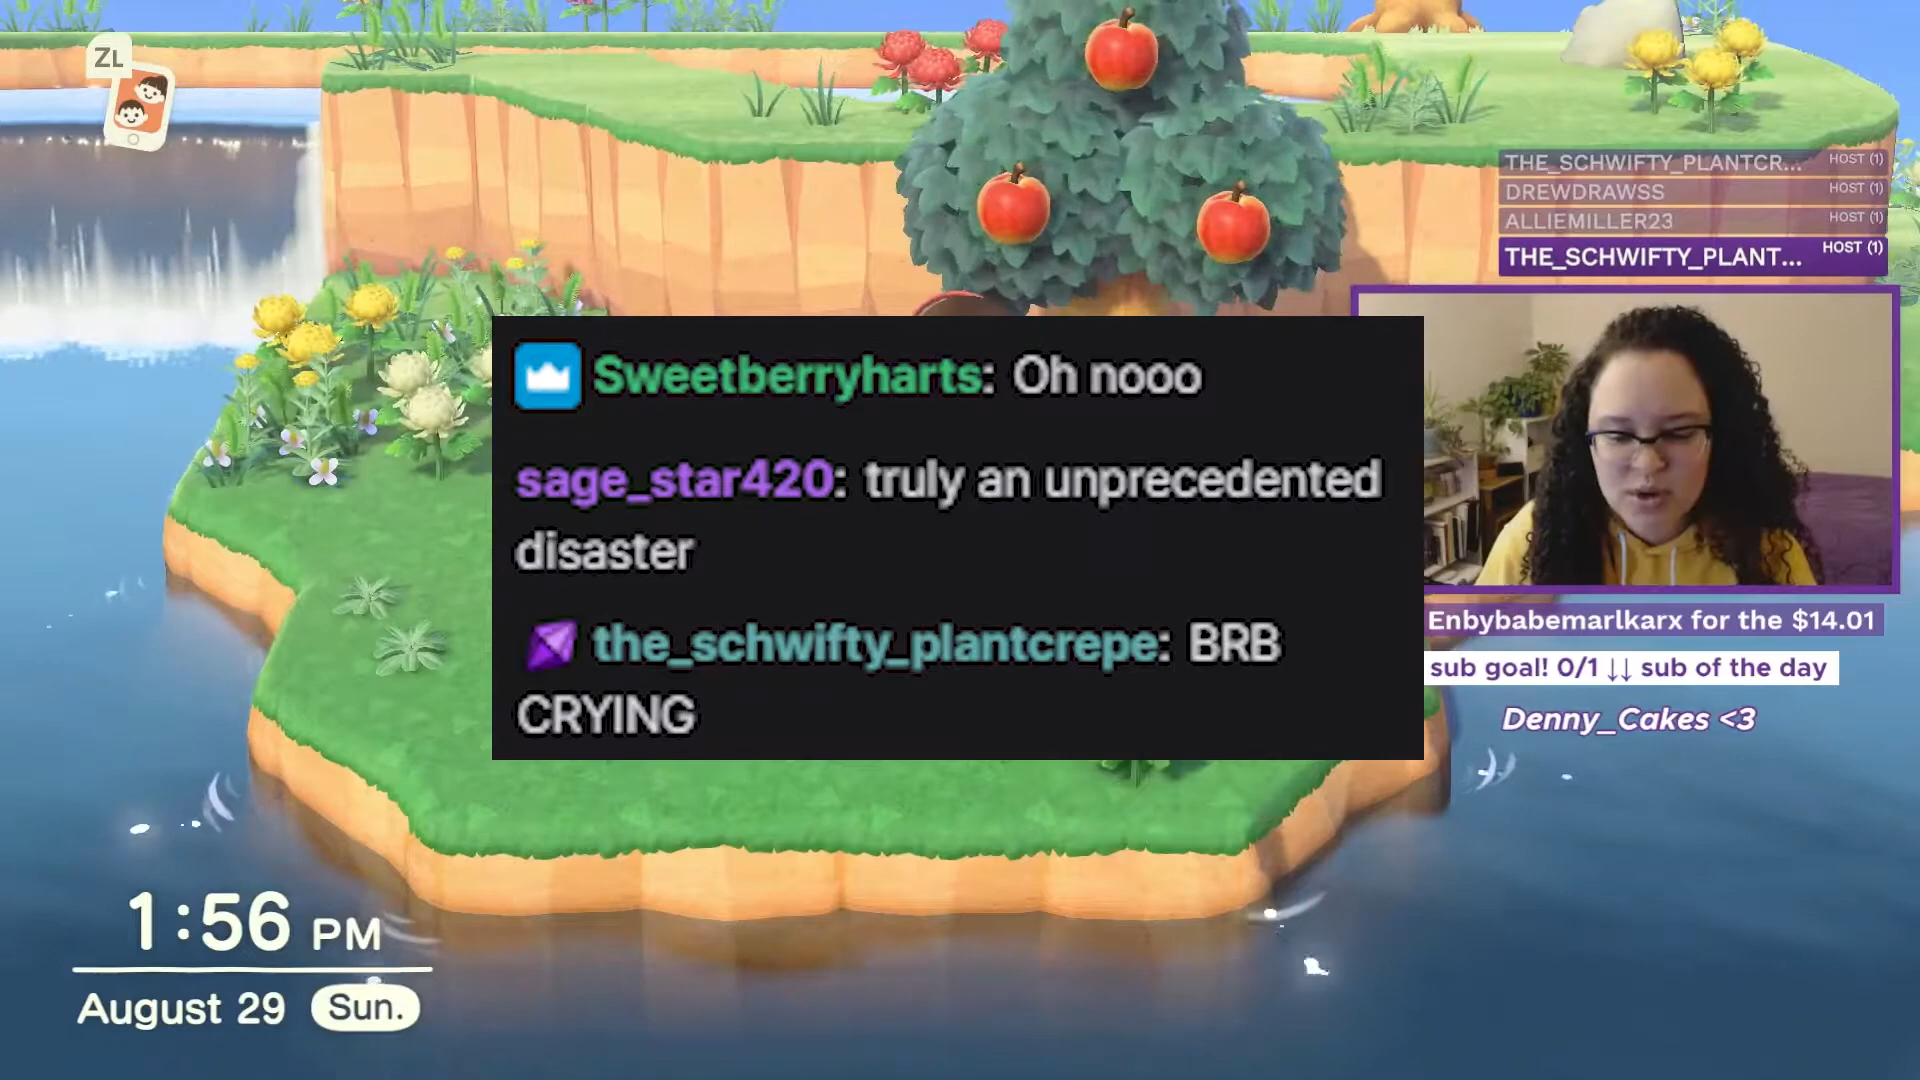 ZL
THE_SCHWIFTY_PLANTCR... HOST (1)
DREWDRAWSS HOST (1)
ALLIEMILLER23 HOST (1)
THE_SCHWIFTY_PLANT... HOST (1)
Sweetberryharts: Oh nooo
sage_star420: truly an unprecedented
disaster
the_schwifty_plantcrepe: BRB
CRYING
Enbybabemarlkarx for the $14.01
sub goal! 0/1 ↓↓ sub of the day
Denny_Cakes <3
1:56 PM
August 29 Sun.